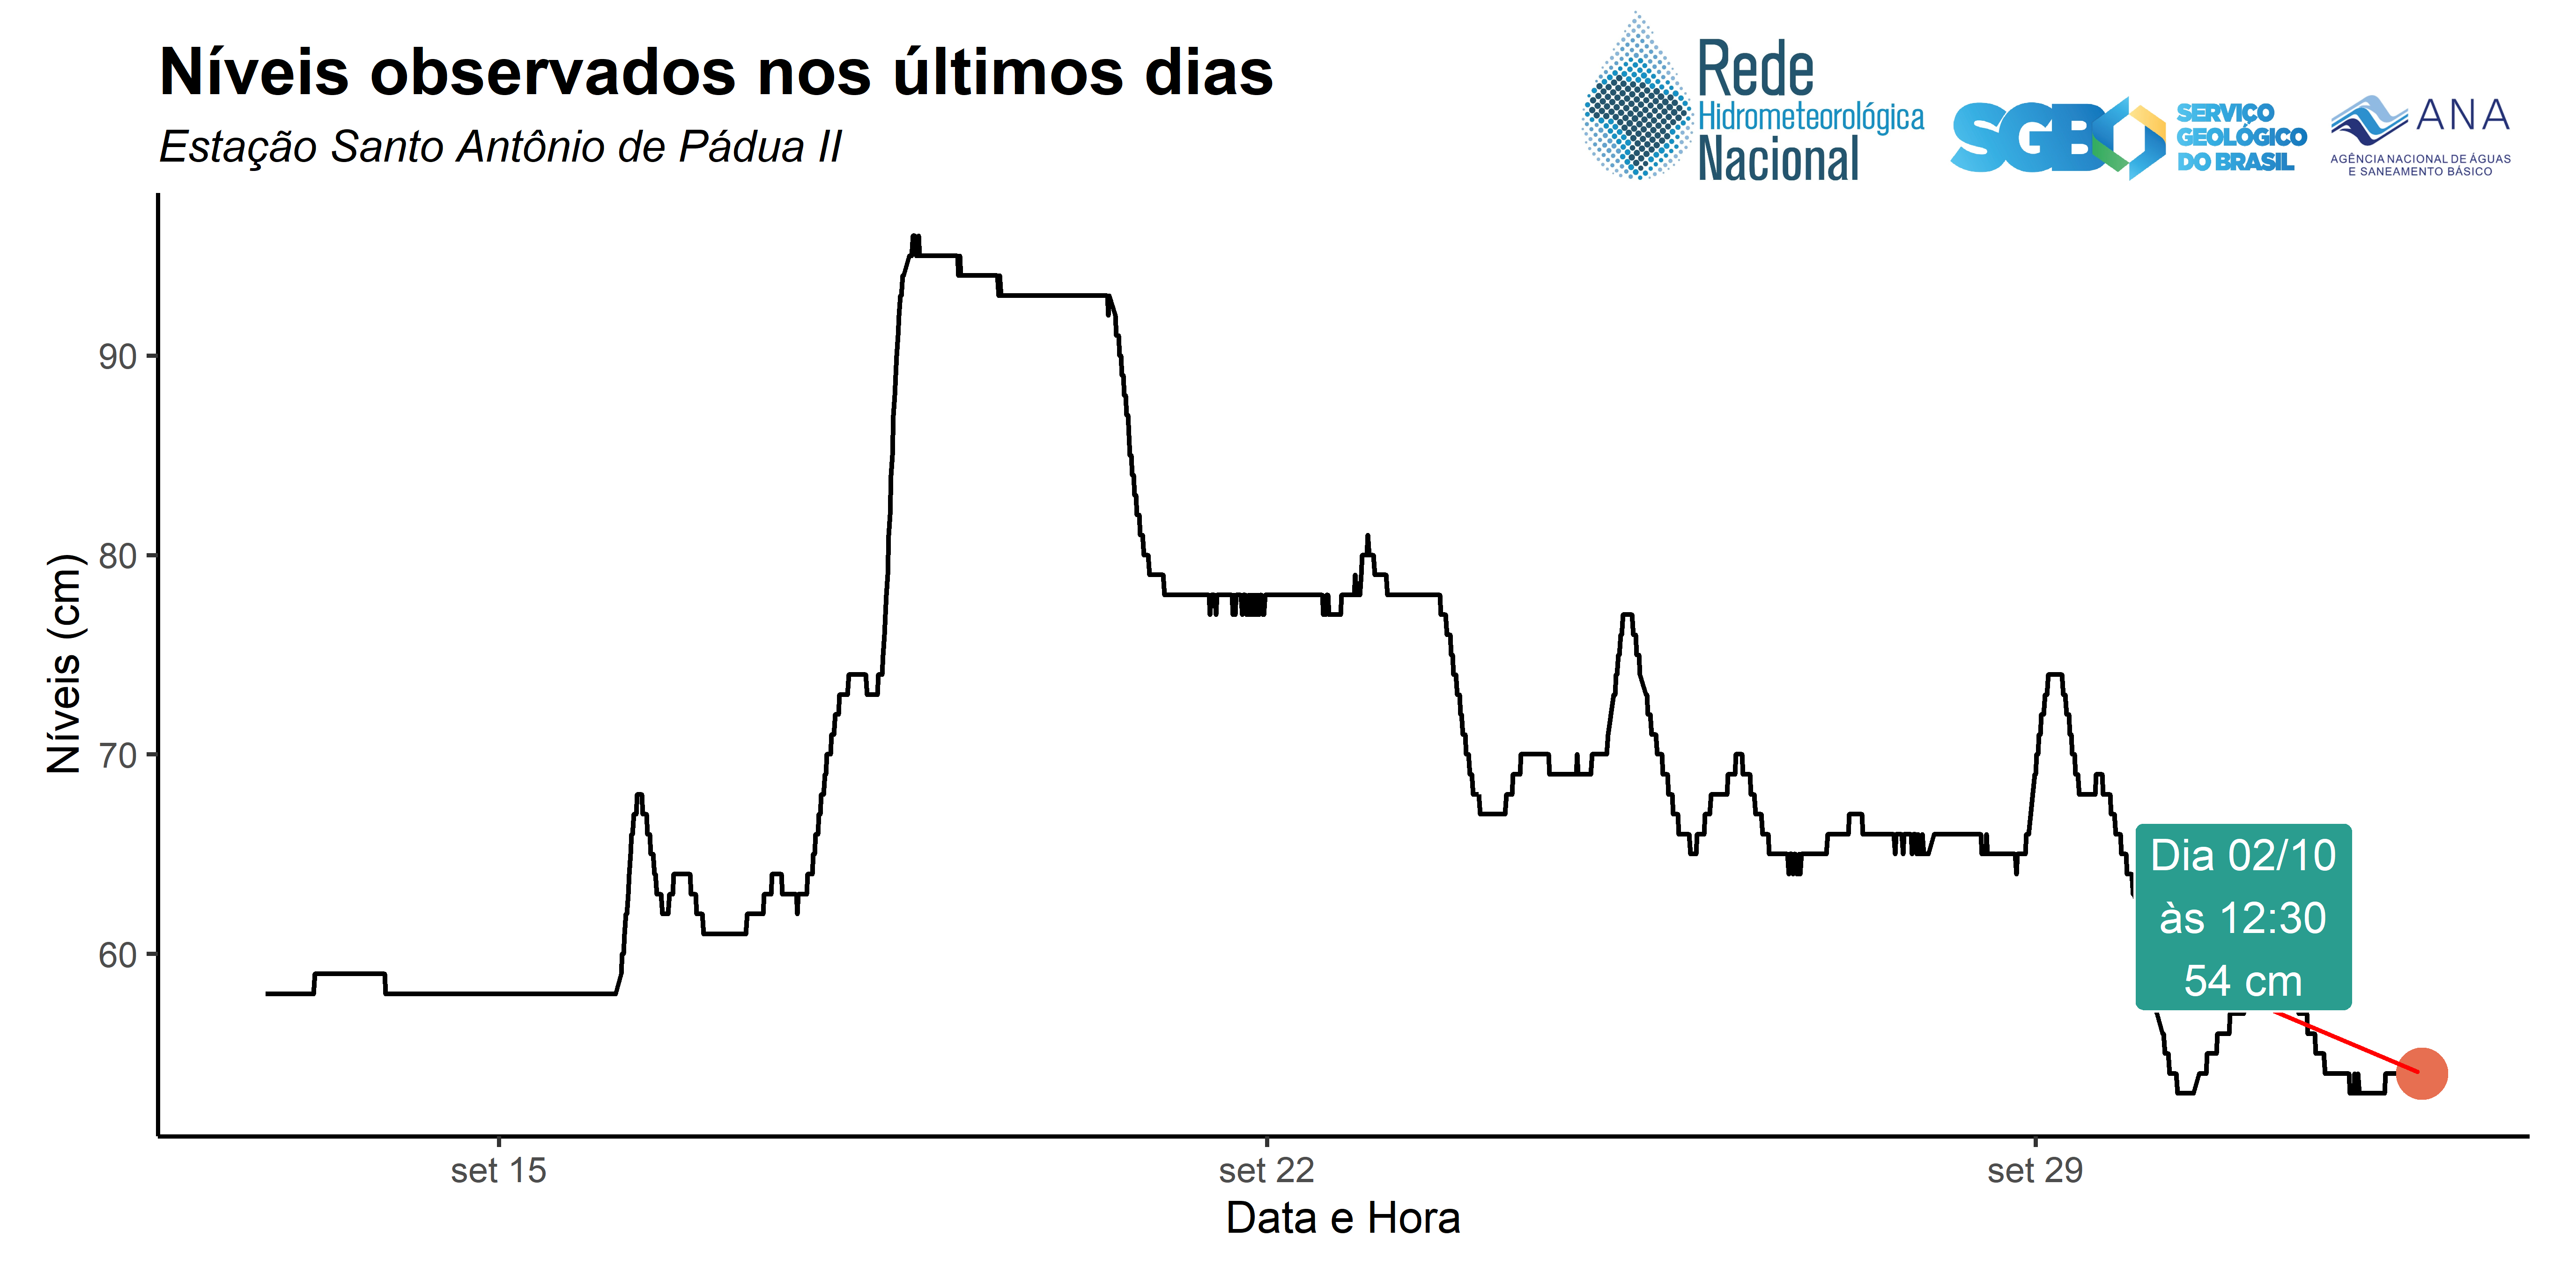 Níveis observados nos últimos dias
Estação Santo Antônio de Pádua II
Rede
Hidrometeorológica
Nacional
SGB
SERVIÇO
GEOLÓGICO
DO BRASIL
ANA
AGÊNCIA NACIONAL DE ÁGUAS
E SANEAMENTO BÁSICO
Níveis (cm)
90
80
70
60
Dia 02/10
às 12:30
54 cm
set 15
set 22
set 29
Data e Hora